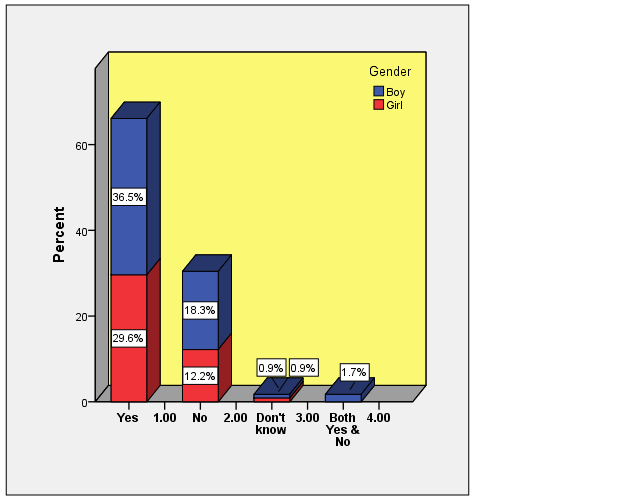 Gender
Boy
Girl
Percent
60
40
20
0
36.5%
29.6%
18.3%
12.2%
0.9%
0.9%
1.7%
Yes 1.00 No 2.00 Don't know 3.00 Both Yes & No 4.00